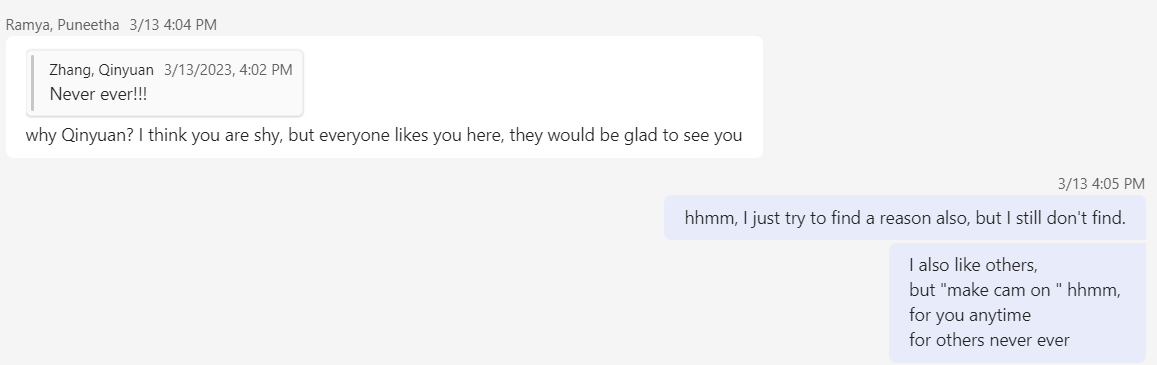 Ramya, Puneetha 3/13 4:04 PM
Zhang, Qinyuan 3/13/2023, 4:02 PM
Never ever!!!
why Qinyuan? I think you are shy, but everyone likes you here, they would be glad to see you
3/13 4:05 PM
hhmm, I just try to find a reason also, but I still don't find.
I also like others,
but "make cam on " hhmm,
for you anytime
for others never ever